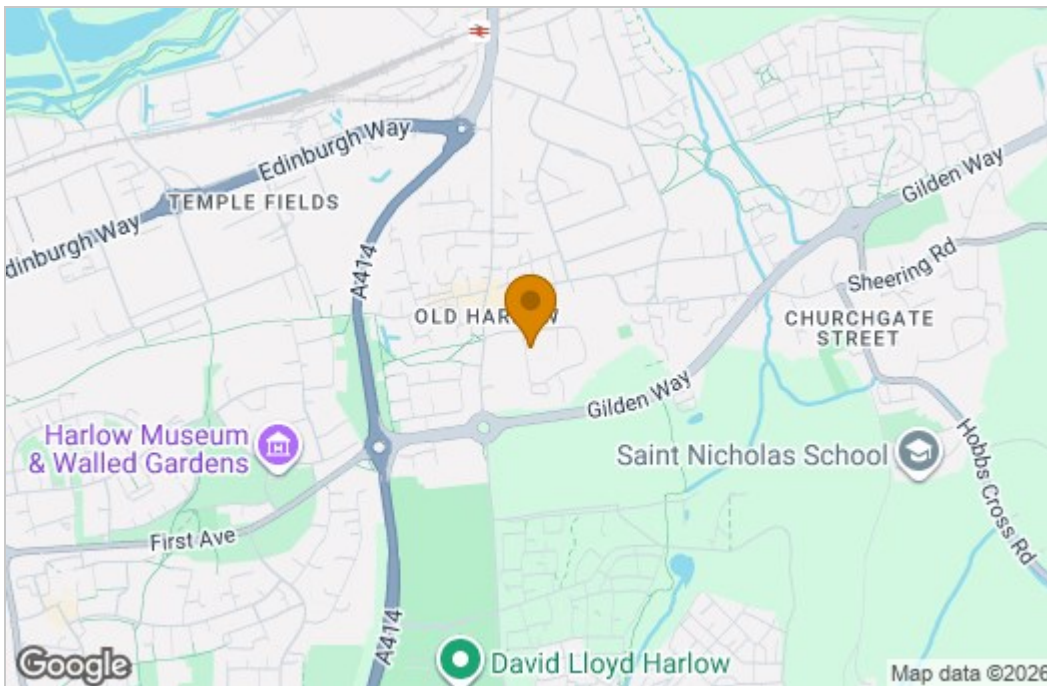 Edinburgh Way
TEMPLE FIELDS
dinburgh Way
A414
OLD HAR W
Gilden Way
Sheering Rd
CHURCHGATE
STREET
Gilden Way
Harlow Museum
& Walled Gardens
Saint Nicholas School
Hobbs Cross Rd
First Ave
A414
David Lloyd Harlow
Google
Map data ©2026